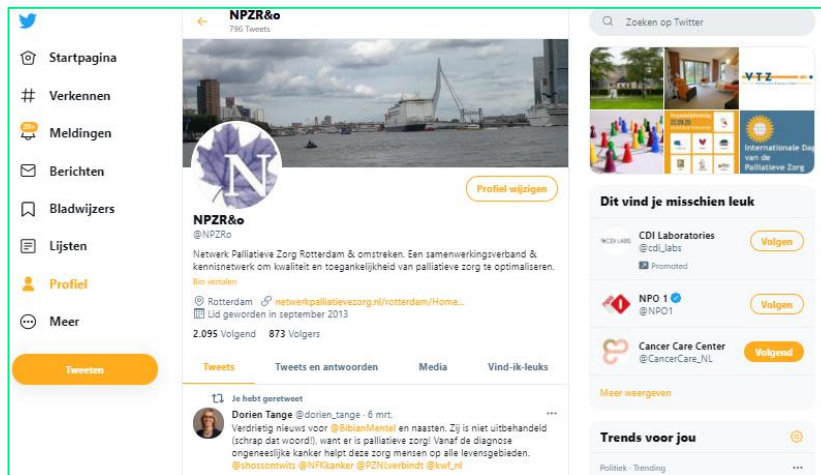 Startpagina
Verkennen
20+
Meldingen
Berichten
Bladwijzers
Lijsten
Profiel
Meer
Tweeten
NPZR&o
796 Tweets
N
Profiel wijzigen
NPZR&o
@NPZRo
Netwerk Palliatieve Zorg Rotterdam & omstreken. Een samenwerkingsverband &
kennisnetwerk om kwaliteit en toegankelijkheid van palliatieve zorg te optimaliseren.
Bio vertalen
Rotterdam netwerkpalliatievezorg.nl/rotterdam/Home...
Lid geworden in september 2013
2.095 Volgend 873 Volgers
Tweets Tweets en antwoorden Media Vind-ik-leuks
Je hebt geretweet
Dorien Tange @dorien_tange · 6 mrt.
Verdrietig nieuws voor @BibianMentel en naasten. Zij is niet uitbehandeld
(schrap dat woord!), want er is palliatieve zorg! Vanaf de diagnose
ongeneeslijke kanker helpt deze zorg mensen op alle levensgebieden.
@shossontwits @NFKkanker @PZNLverbindt @kwf_nl
Zoeken op Twitter
VTZ
22.09.20
Internationale Dag
van de
Palliatieve Zorg
Dit vind je misschien leuk
CDI LABS
CDI Laboratories
@cdi_labs
Promoted
Volgen
NPO 1
@NPO1
Volgen
Cancer Care Center
@CancerCare_NL
Volgend
Meer weergeven
Trends voor jou
Politiek · Trending